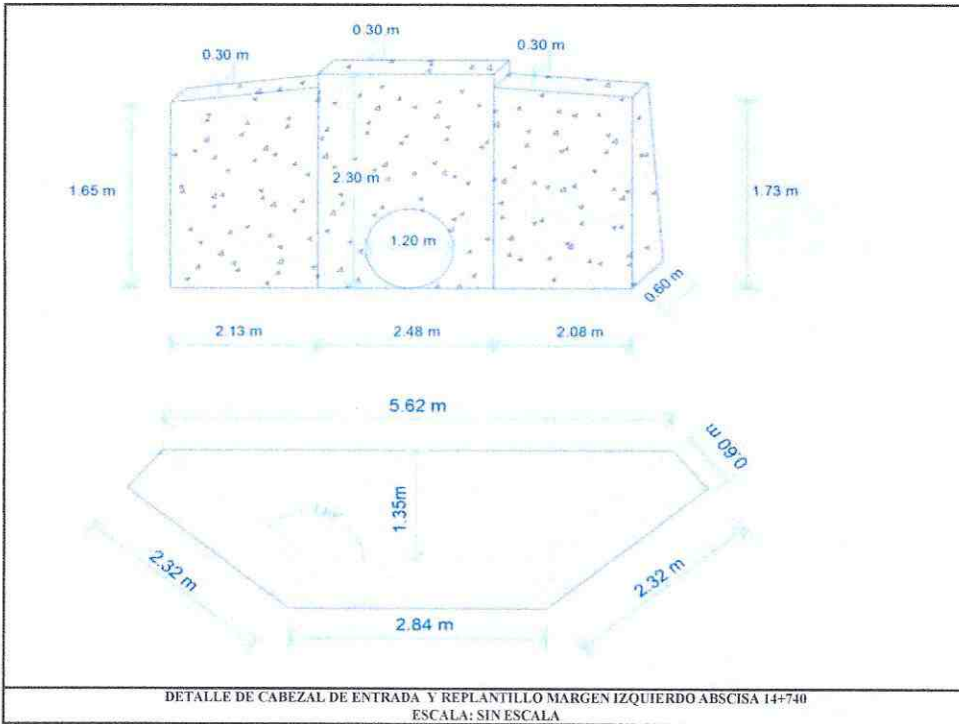 0.30 m
0.30 m
0.30 m
1.65 m
2.30 m
1.73 m
1.20 m
0.60 m
2.13 m
2.48 m
2.08 m
5.62 m
0.60 m
1.35m
2.32 m
2.32 m
2.84 m
DETALLE DE CABEZAL DE ENTRADA Y REPLANTILLO MARGEN IZQUIERDO ABSCISA 14+740
ESCALA: SIN ESCALA